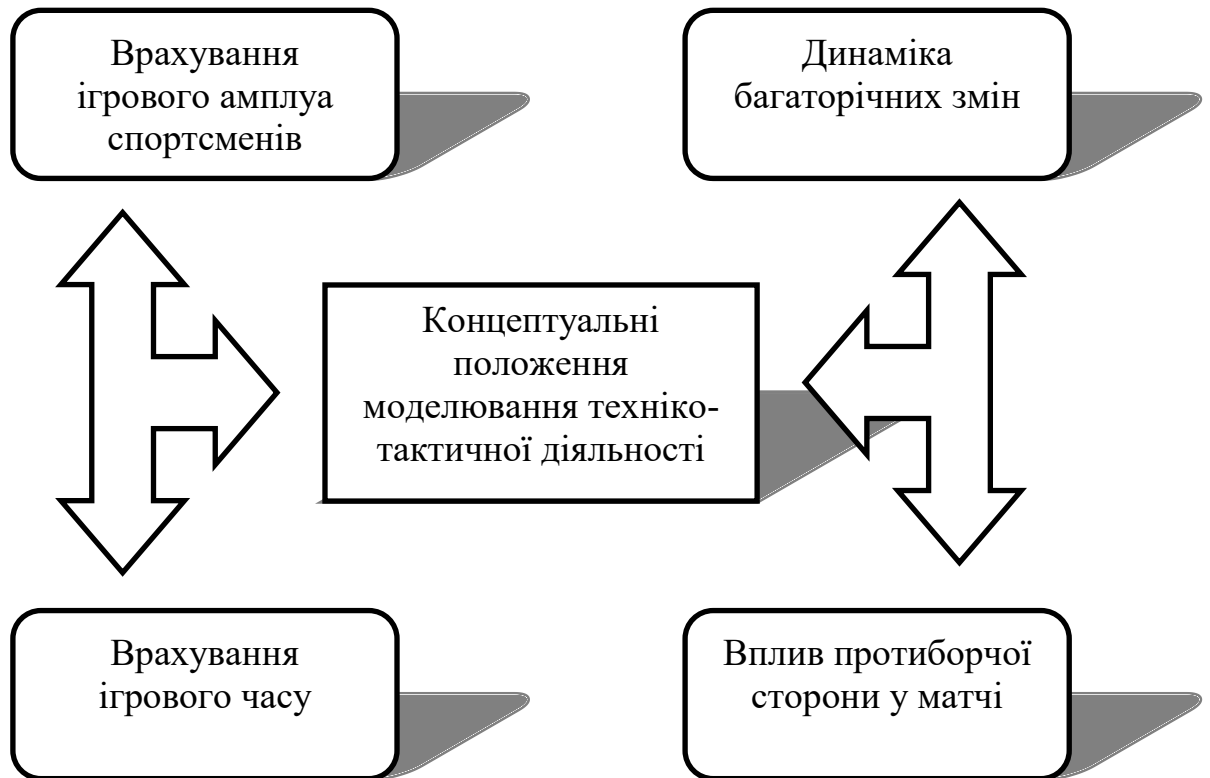 Врахування
ігрового амплуа
спортсменів
Динаміка
багаторічних змін
Концептуальні
положення
моделювання техніко-
тактичної діяльності
Врахування
ігрового часу
Вплив протиборчої
сторони у матчі